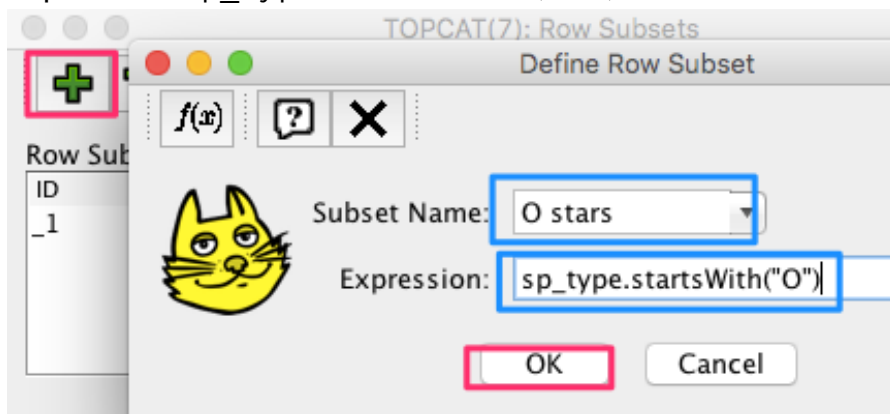 TOPCAT(7): Row Subsets
Define Row Subset
f(x)
?
Row Sub
ID
_1
Subset Name: O stars
Expression: sp_type.startsWith("O")
OK Cancel